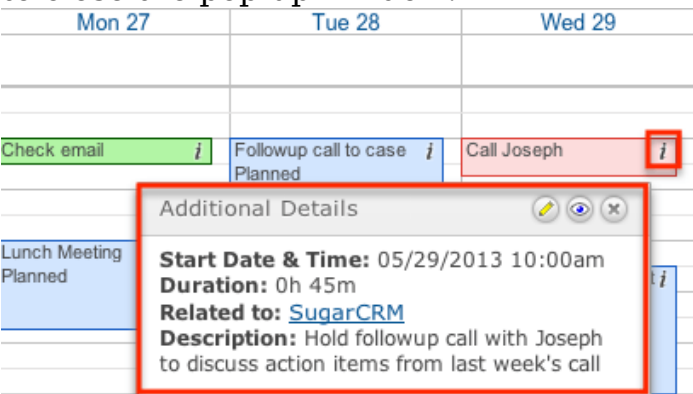 Mon 27 Tue 28 Wed 29
Check email i Followup call to case i Call Joseph i
Planned
Additional Details
Lunch Meeting
Planned
i
Start Date & Time: 05/29/2013 10:00am
Duration: 0h 45m
Related to: SugarCRM
Description: Hold followup call with Joseph
to discuss action items from last week's call